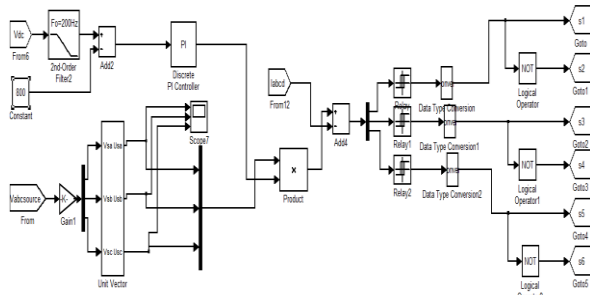 Vdc
From6
Fo=200Hz
2nd-Order
Filter2
Add2
PI
Discrete
PI Controller
800
Constant
Scope7
Iabcd
From12
Add4
Relay
Relay1
Relay2
Data Type Conversion
Data Type Conversion1
Data Type Conversion2
s1
Goto
NOT
Logical
Operator
s2
Goto1
s3
Goto2
NOT
Logical
Operator1
s4
Goto3
s5
Goto4
NOT
Logical
s6
Goto5
Vabcsource
From
-K-
Gain1
Vsa Usa
Vsb Usb
Vsc Usc
Unit Vector
×
Product